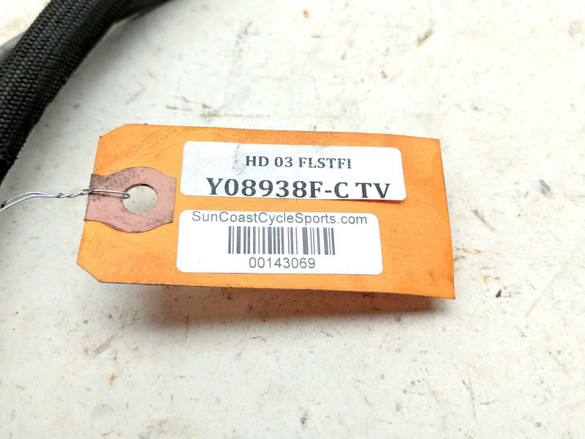 HD 03 FLSTFI
Y08938F-C TV
SunCoastCycleSports.com
00143069